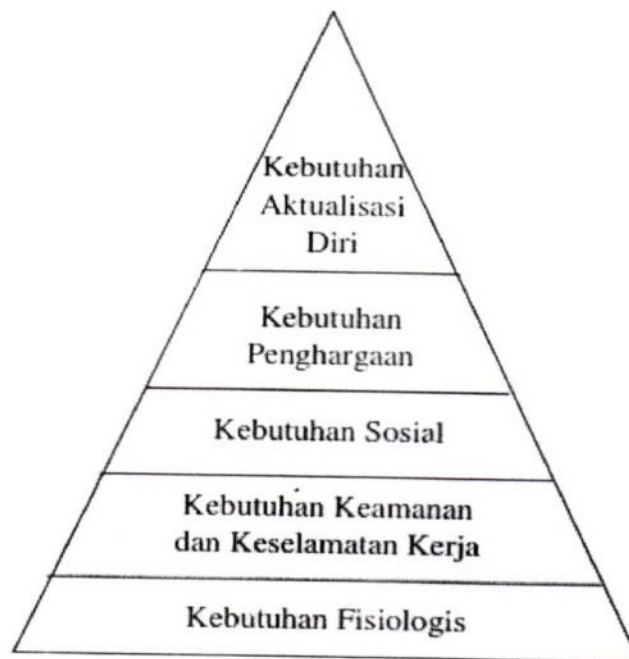 Kebutuhan
Aktualisasi
Diri
Kebutuhan
Penghargaan
Kebutuhan Sosial
Kebutuhan Keamanan
dan Keselamatan Kerja
Kebutuhan Fisiologis